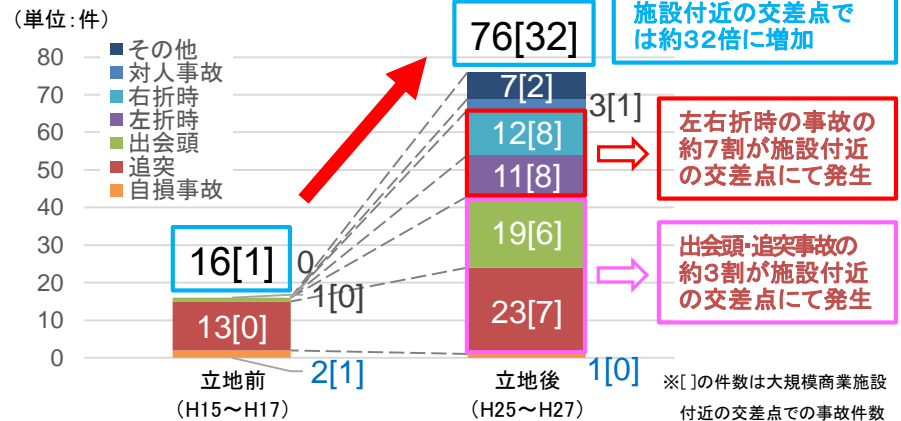 (単位:件)
施設付近の交差点で
は約32倍に増加
76[32]
80
70
60
50
40
30
20
10
0
その他
対人事故
右折時
左折時
出会頭
追突
自損事故
16[1]
0
1[0]
13[0]
2[1]
7[2]
3[1]
12[8]
11[8]
19[6]
23[7]
1[0]
左右折時の事故の
約7割が施設付近
の交差点にて発生
出会頭・追突事故の
約3割が施設付近
の交差点にて発生
立地前
(H15～H17)
立地後
(H25～H27)
※[ ]の件数は大規模商業施設
付近の交差点での事故件数